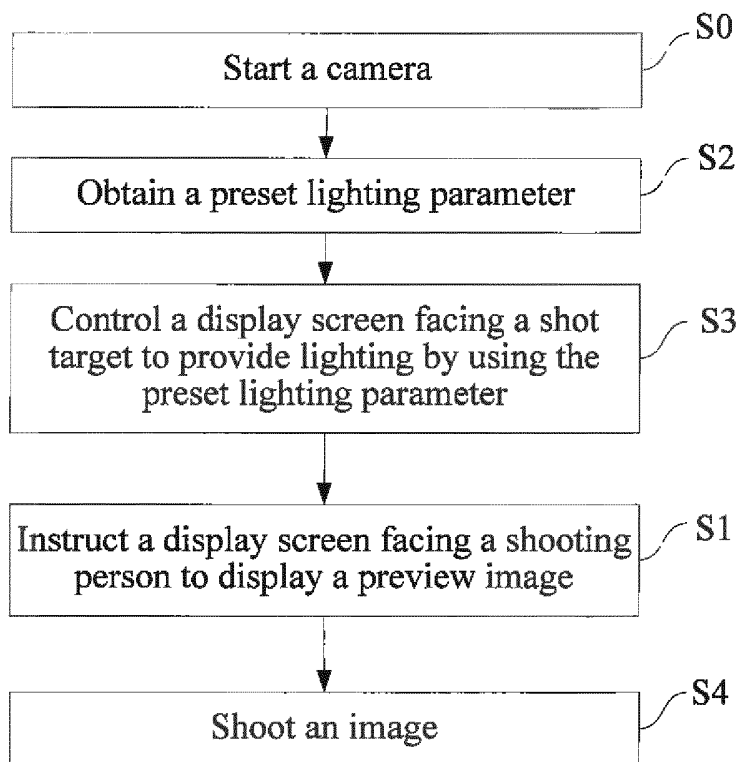 S0
Start a camera
S2
Obtain a preset lighting parameter
S3
Control a display screen facing a shot
target to provide lighting by using the
preset lighting parameter
S1
Instruct a display screen facing a shooting
person to display a preview image
S4
Shoot an image